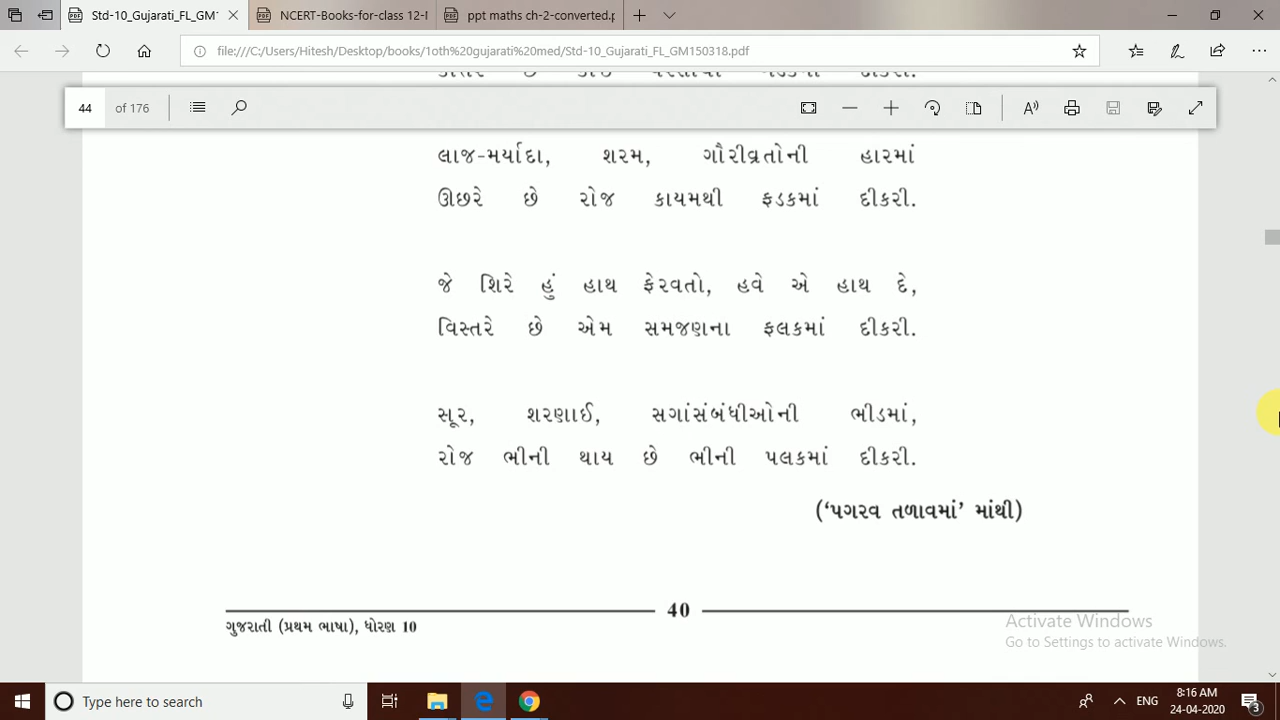 Std-10_Gujarati_FL_GM1
NCERT-Books-for class 12-I
ppt maths ch-2-converted.p
file:///C:/Users/Hitesh/Desktop/books/1oth%20gujarati%20med/Std-10_Gujarati_FL_GM150318.pdf
44 of 176
લાજ-મર્યાદા, શરમ, ગૌરીવ્રતોની હારમાં
ઊછરે છે રોજ કાયમથી ફડકમાં દીકરી.
જે શિરે હું હાથ ફેરવતો, હવે એ હાથ દે,
વિસ્તરે છે એમ સમજણના ફલકમાં દીકરી.
સૂર, શરણાઈ, સગાંસંબંધીઓની ભીડમાં,
રોજ ભીની થાય છે ભીની પલકમાં દીકરી.
(‘પગરવ તળાવમાં’ માંથી)
40
ગુજરાતી (પ્રથમ ભાષા), ધોરણ 10
Activate Windows
Go to Settings to activate Windows.
Type here to search
ENG
8:16 AM
24-04-2020
3